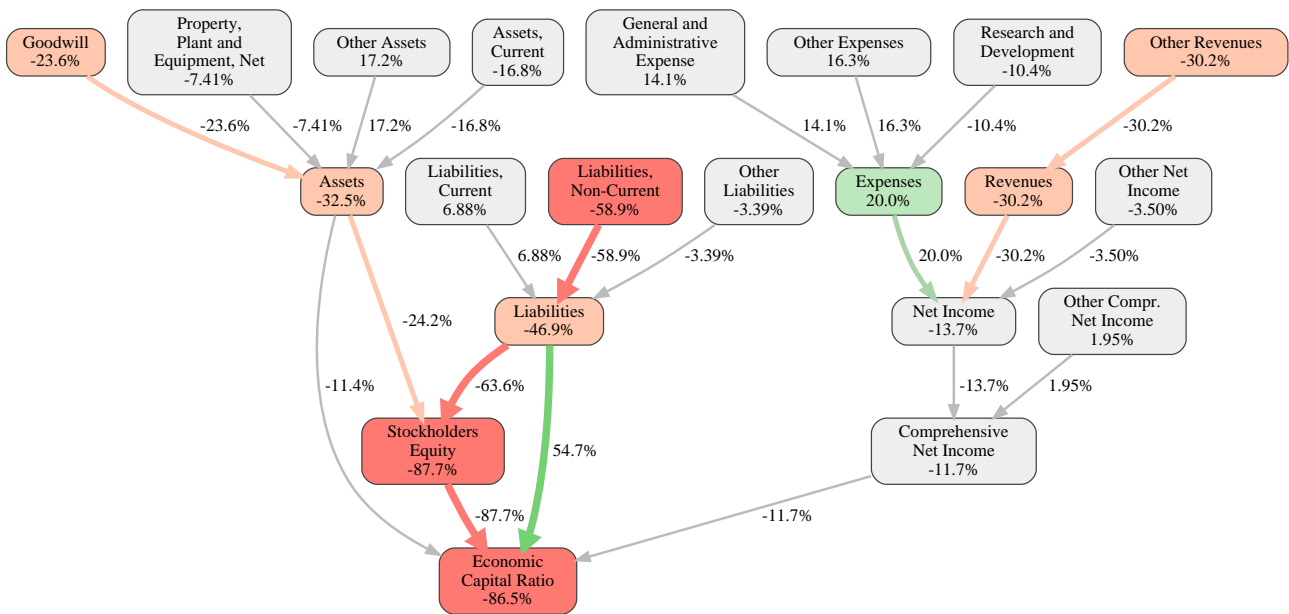 Goodwill
-23.6%
Property,
Plant and
Equipment, Net
-7.41%
Other Assets
17.2%
Assets,
Current
-16.8%
General and
Administrative
Expense
14.1%
Other Expenses
16.3%
Research and
Development
-10.4%
Other Revenues
-30.2%
-23.6%
-7.41%
17.2%
-16.8%
14.1%
16.3%
-10.4%
-30.2%
Assets
-32.5%
Liabilities,
Current
6.88%
Liabilities,
Non-Current
-58.9%
Other
Liabilities
-3.39%
Expenses
20.0%
Revenues
-30.2%
Other Net
Income
-3.50%
6.88%
-58.9%
-3.39%
20.0%
-30.2%
-3.50%
Liabilities
-46.9%
Net Income
-13.7%
Other Compr.
Net Income
1.95%
-24.2%
-11.4%
-63.6%
-13.7%
1.95%
Stockholders
Equity
-87.7%
54.7%
Comprehensive
Net Income
-11.7%
-87.7%
-11.7%
Economic
Capital Ratio
-86.5%